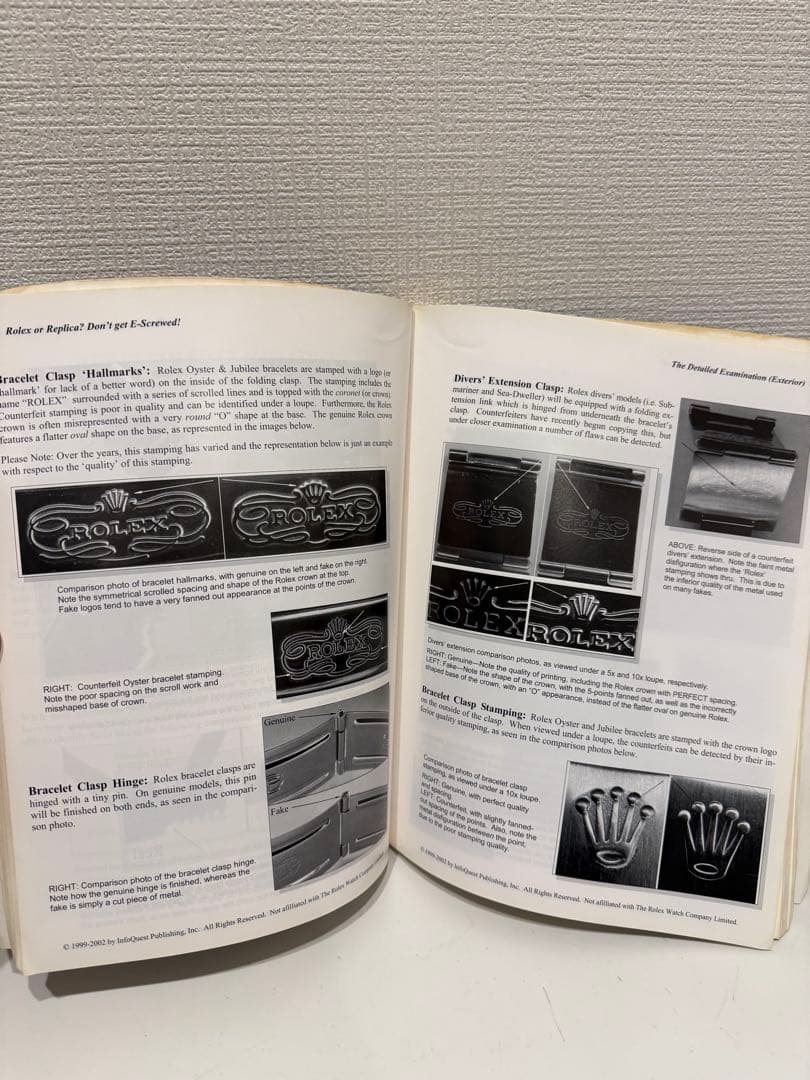 Rolex or Replica? Don't get E-Screwed!
Bracelet Clasp 'Hallmarks': Rolex Oyster & Jubilee bracelets are stamped with a logo (or
'hallmark' for lack of a better word) on the inside of the folding clasp. The stamping includes the
name "ROLEX" surrounded with a series of scrolled lines and is topped with the coronet (or crown).
Counterfeit stamping is poor in quality and can be identified under a loupe. Furthermore, the Rolex
crown is often misrepresented with a very round "O" shape at the base. The genuine Rolex crown
features a flatter oval shape on the base, as represented in the images below.
Please Note: Over the years, this stamping has varied and the representation below is just an example
with respect to the 'quality' of this stamping.
ROLEX
ROLEX
Comparison photo of bracelet hallmarks, with genuine on the left and fake on the right.
Note the symmetrical scrolled spacing and shape of the Rolex crown at the top.
Fake logos tend to have a very fanned out appearance at the points of the crown.
ROLEX
RIGHT: Counterfeit Oyster bracelet stamping.
Note the poor spacing on the scroll work and
misshaped base of crown.
Genuine
Bracelet Clasp Hinge: Rolex bracelet clasps are
hinged with a tiny pin. On genuine models, this pin
will be finished on both ends, as seen in the compari-
son photo.
Fake
RIGHT: Comparison photo of the bracelet clasp hinge.
Note how the genuine hinge is finished, whereas the
fake is simply a cut piece of metal.
© 1999-2002 by InfoQuest Publishing, Inc. All Rights Reserved. Not afiliated with The Rolex Watch
The Detailed Examination (Exterior)
Divers' Extension Clasp: Rolex divers' models (i.e. Sub-
mariner and Sea-Dweller) will be equipped with a folding ex-
tension link which is hinged from underneath the bracelet's
clasp. Counterfeiters have recently begun copying this, but
under closer examination a number of flaws can be detected.
ROLEX
ROLEX
ROLEX
ROLEX
ABOVE: Reverse side of a counterfeit
divers' extension. Note the faint metal
disfiguration where the 'Rolex'
stamping shows thru. This is due to
the inferior quality of the metal used
on many fakes.
Divers' extension comparison photos, as viewed under a 5x and 10x loupe, respectively.
RIGHT: Genuine—Note the quality of printing, including the Rolex crown with PERFECT spacing.
LEFT: Fake—Note the shape of the crown, with the 5-points fanned out, as well as the incorrectly
shaped base of the crown, with an "O" appearance, instead of the flatter oval on genuine Rolex.
Bracelet Clasp Stamping: Rolex Oyster and Jubilee bracelets are stamped with the crown logo
on the outside of the clasp. When viewed under a loupe, the counterfeits can be detected by their in-
ferior quality stamping, as seen in the comparison photos below.
Comparison photo of bracelet clasp
stamping, as viewed under a 10x loupe.
RIGHT: Genuine, with perfect quality
and spacing.
LEFT: Counterfeit, with slightly fanned-
out spacing of the points. Also, note the
metal disfiguration between the point,
due to the poor stamping quality.
© 1999-2002 by InfoQuest Publishing, Inc. All Rights Reserved. Not afiliated with The Rolex Watch Company Limited.